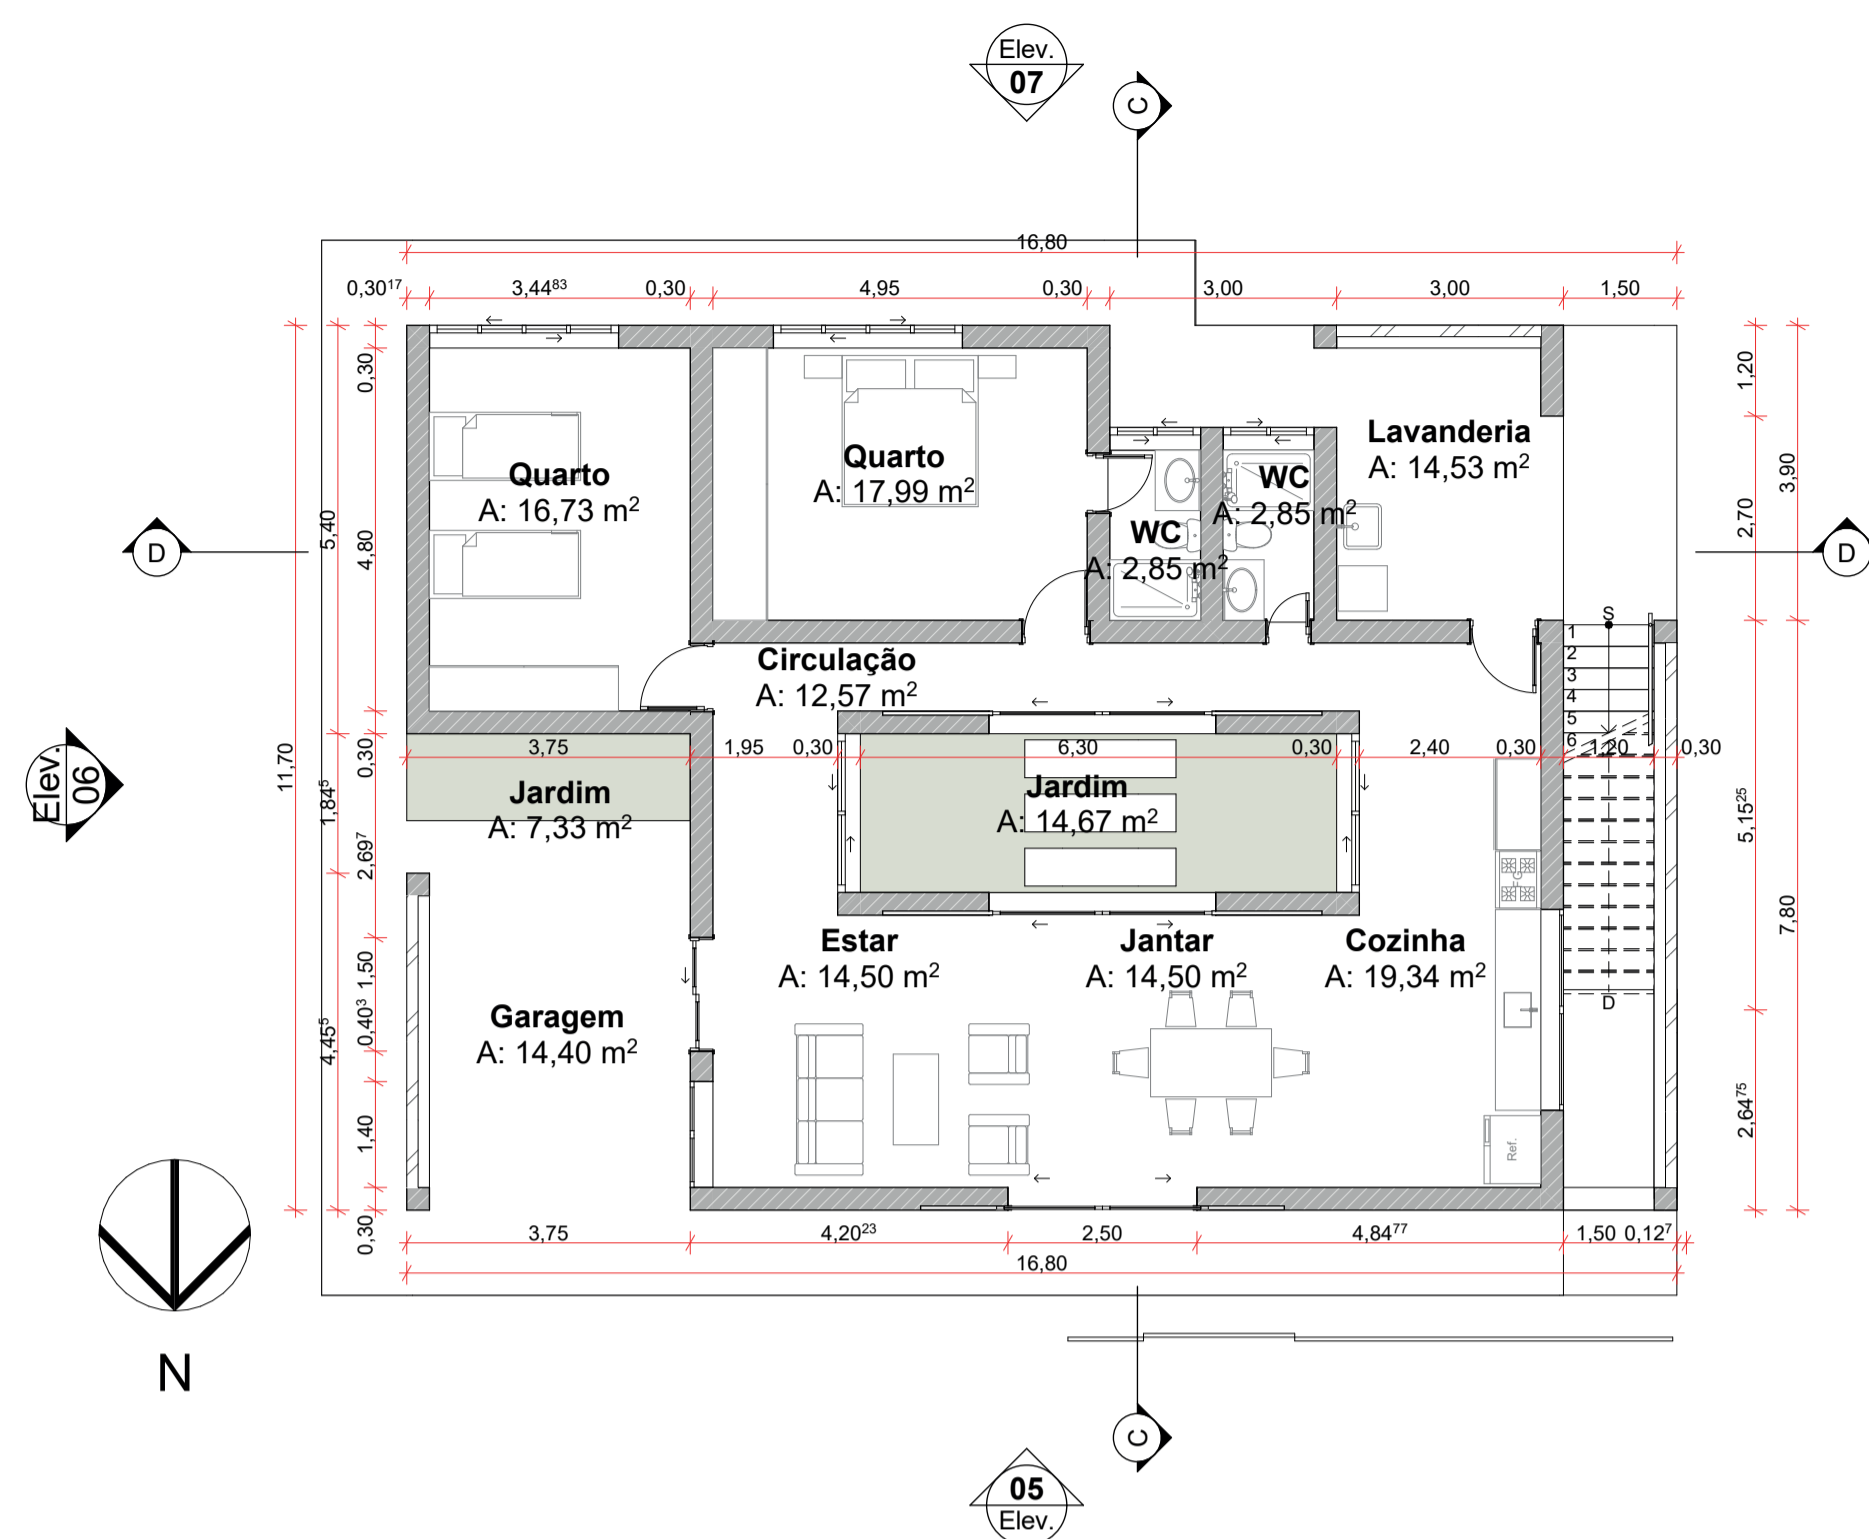 Elev.
07
C
16,80
0,30¹⁷ 3,44⁸³ 0,30 4,95 0,30 3,00 3,00 1,50
0,30
1,20
Lavanderia
A: 14,53 m²
Quarto
A: 17,99 m²
Quarto
A: 16,73 m²
WC
A: 2,85 m²
WC
A: 2,85 m²
3,90
2,70
5,40
4,80
D
D
S
1
2
3
4
5
6
Circulação
A: 12,57 m²
11,70
0,30
3,75 1,95 0,30 6,30 0,30 2,40 0,30 1,20 0,30
Elev.
06
Jardim
A: 7,33 m²
Jardim
A: 14,67 m²
1,84⁵
2,69⁷
5,15²⁵
FG
7,80
Estar
A: 14,50 m²
Jantar
A: 14,50 m²
Cozinha
A: 19,34 m²
1,50
D
Garagem
A: 14,40 m²
0,40³
4,45⁵
2,64⁷⁵
1,40
Ref.
0,30
3,75 4,20²³ 2,50 4,84⁷⁷ 1,50 0,12⁷
16,80
N
C
05
Elev.